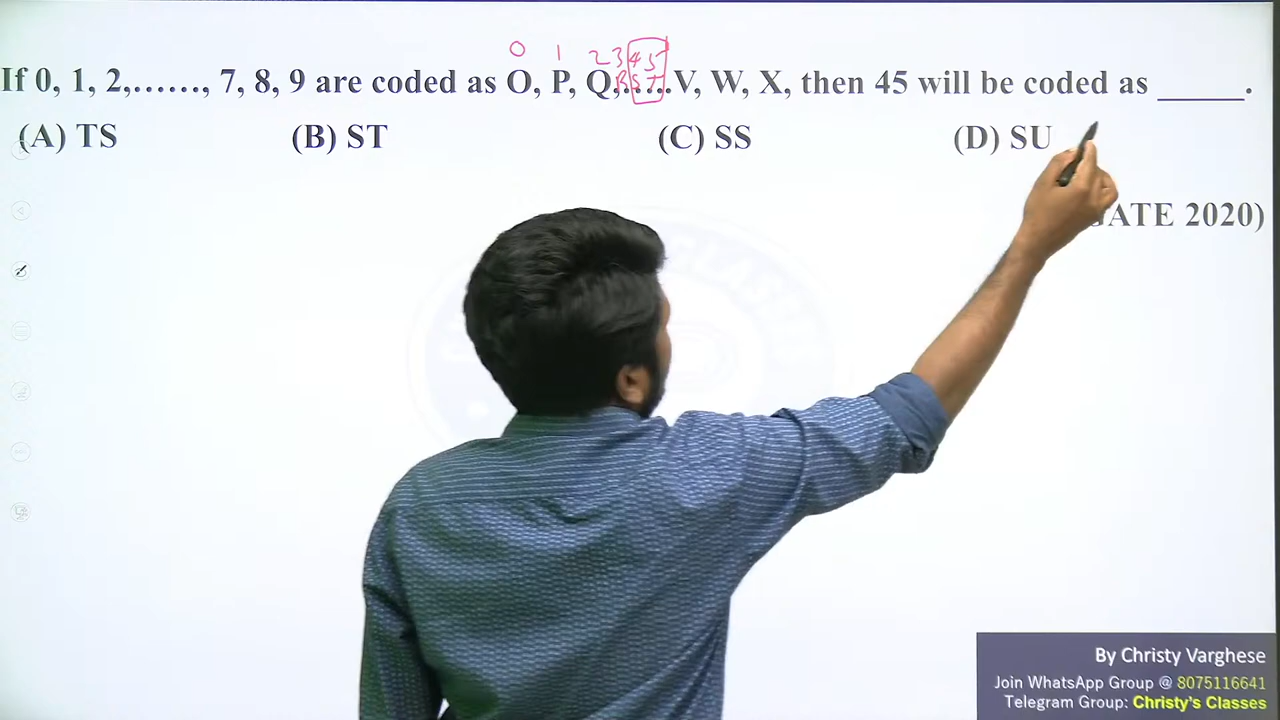 0 1 2 3 4 5
If 0, 1, 2,……, 7, 8, 9 are coded as O, P, Q,…..V, W, X, then 45 will be coded as ______.
R S T
(A) TS (B) ST (C) SS (D) SU
GATE 2020)
By Christy Varghese
Join WhatsApp Group @ 8075116641
Telegram Group: Christy's Classes